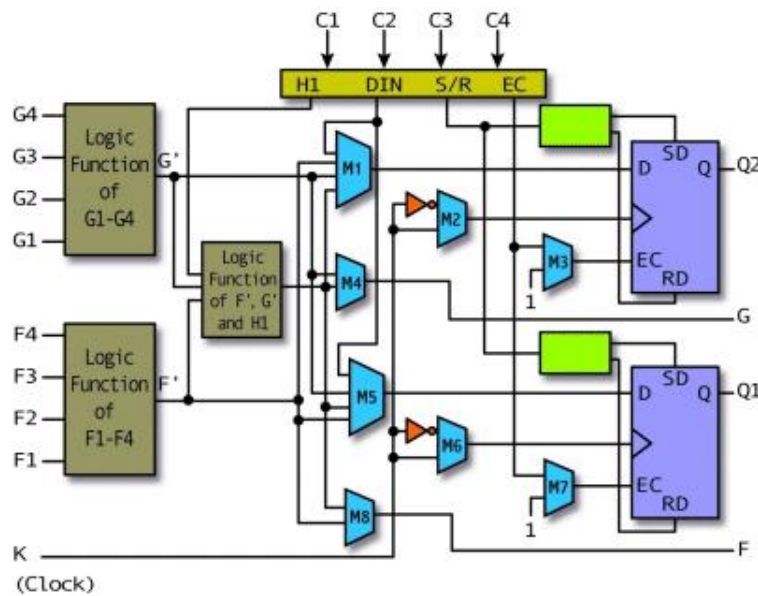 C1 C2 C3 C4
H1 DIN S/R EC
G4
G3
G2
G1
Logic
Function
of
G1-G4
G'
M1
M2
M3
D
SD
Q
EC
RD
Q2
1
Logic
Function
of F', G'
and H1
M4
G
F4
F3
F2
F1
Logic
Function
of
F1-F4
F'
M5
M6
M7
D
SD
Q
EC
RD
Q1
1
M8
F
K
(Clock)